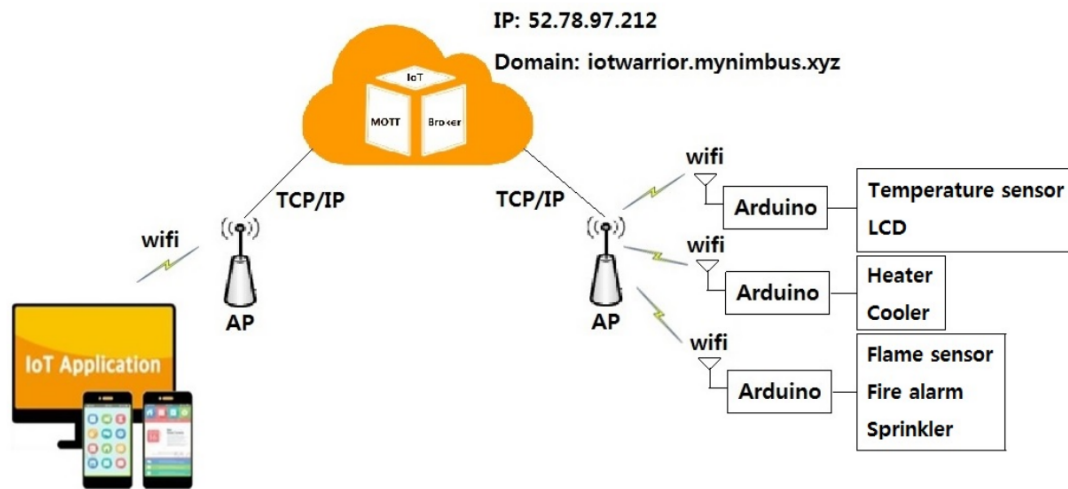 IP: 52.78.97.212
Domain: iotwarrior.mynimbus.xyz
IoT
MQTT
Broker
TCP/IP
TCP/IP
wifi
AP
IoT Application
AP
wifi
Arduino
Temperature sensor
LCD
wifi
Arduino
Heater
Cooler
wifi
Arduino
Flame sensor
Fire alarm
Sprinkler